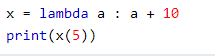 x = lambda a : a + 10
print(x(5))